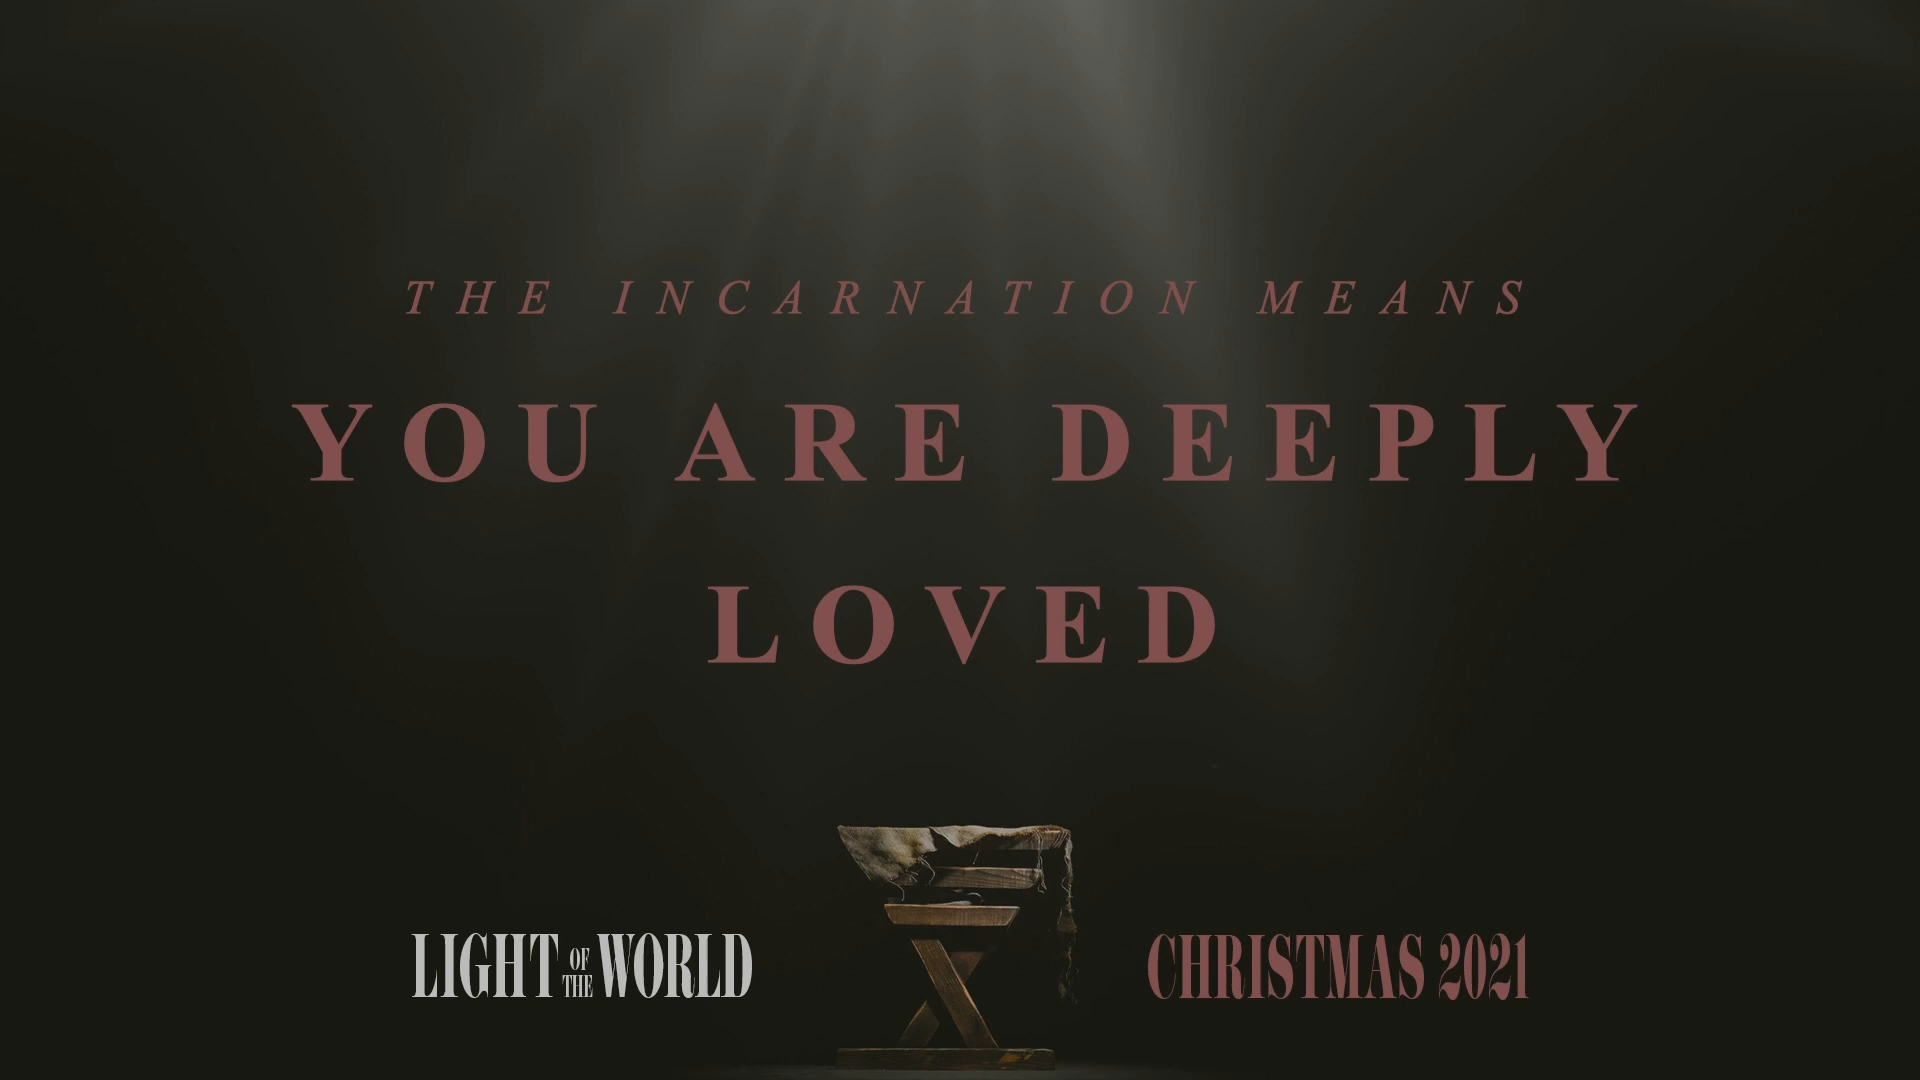 THE INCARNATION MEANS
YOU ARE DEEPLY
LOVED
LIGHT OF THE WORLD
CHRISTMAS 2021